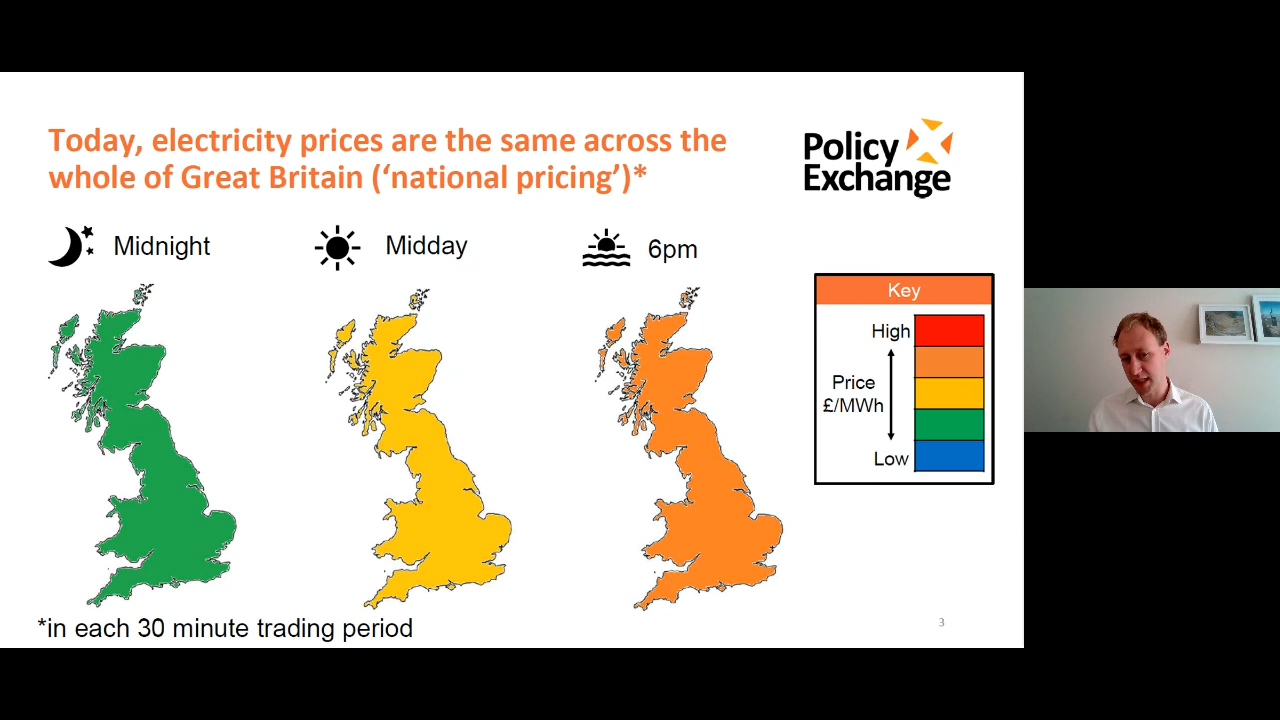 Today, electricity prices are the same across the
whole of Great Britain (‘national pricing’)*
Policy
Exchange
Midnight
Midday
6pm
Key
High
Price
£/MWh
Low
*in each 30 minute trading period
3